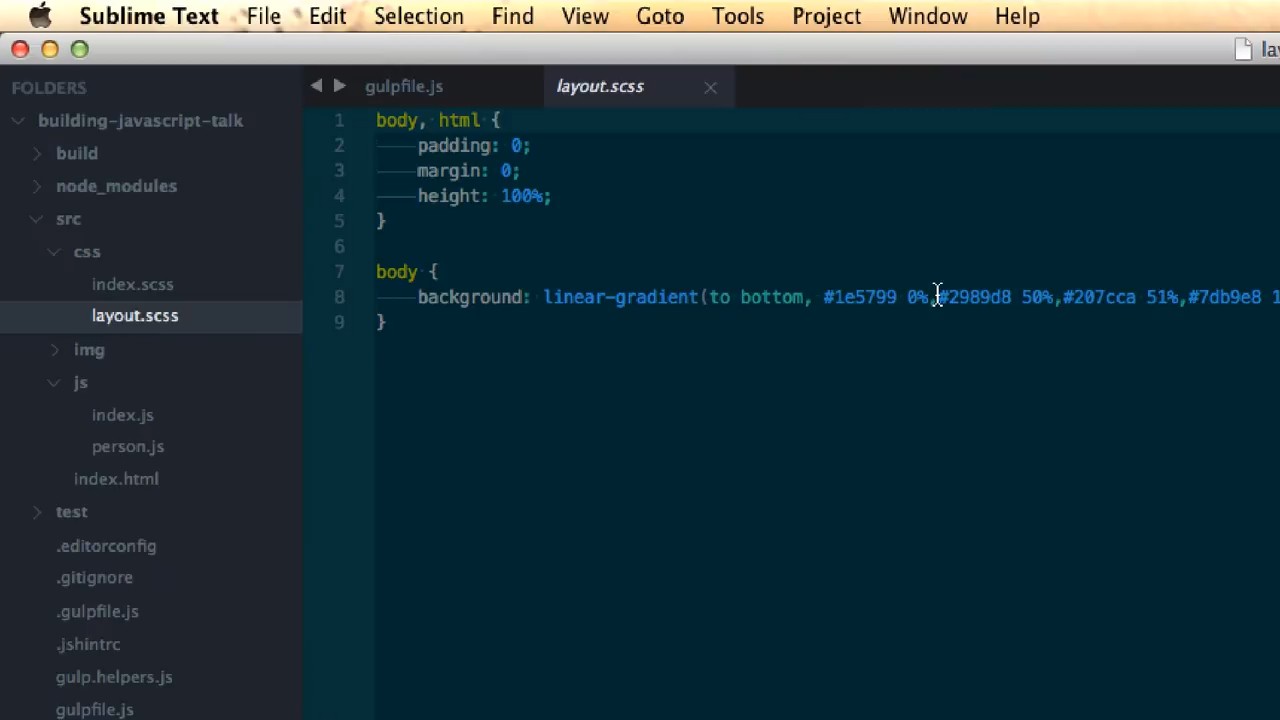 Sublime Text File Edit Selection Find View Goto Tools Project Window Help
FOLDERS
building-javascript-talk
build
node_modules
src
css
index.scss
layout.scss
img
js
index.js
person.js
index.html
test
.editorconfig
.gitignore
.gulpfile.js
.jshintrc
gulp.helpers.js
gulpfile.js
gulpfile.js layout.scss
1 body, html {
2 padding: 0;
3 margin: 0;
4 height: 100%;
5 }
6
7 body {
8 background: linear-gradient(to bottom, #1e5799 0%,#2989d8 50%,#207cca 51%,#7db9e8 1
9 }